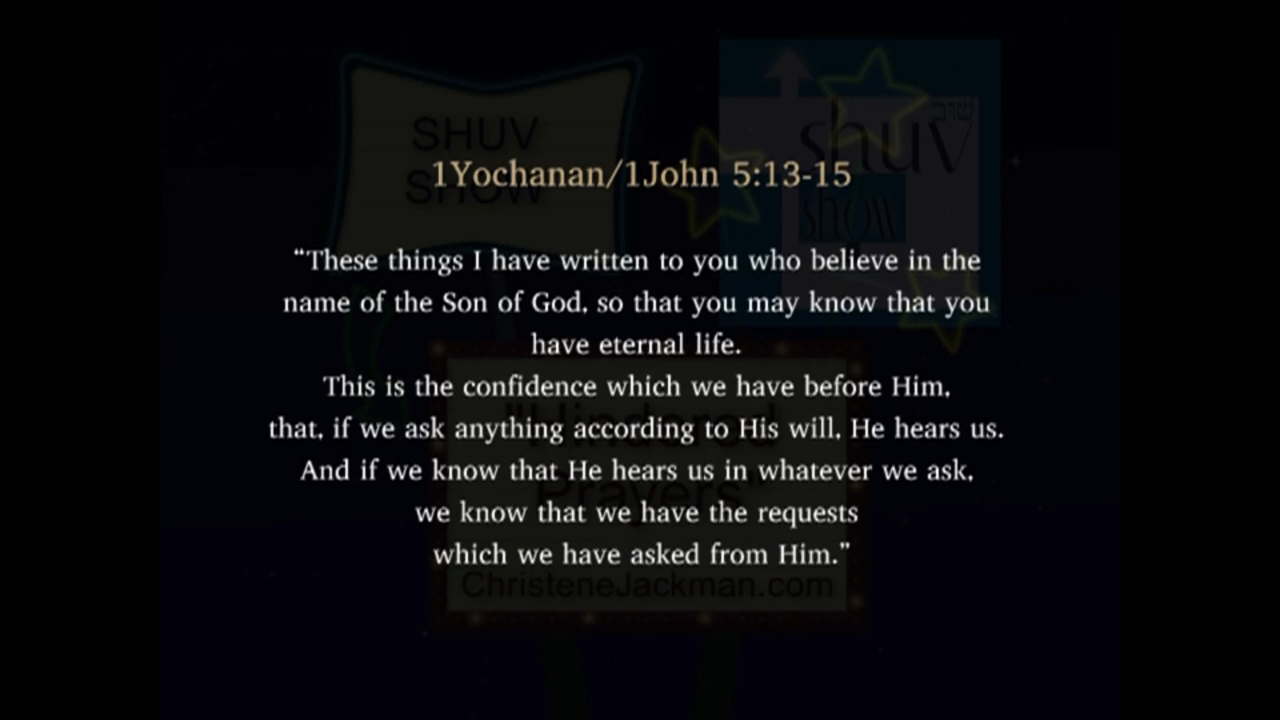 SHUV
SHOW
שוב
shuv
show
1Yochanan/1John 5:13-15
“These things I have written to you who believe in the
name of the Son of God, so that you may know that you
have eternal life.
This is the confidence which we have before Him,
that, if we ask anything according to His will, He hears us.
And if we know that He hears us in whatever we ask,
we know that we have the requests
which we have asked from Him.”
"Hindered
Prayers"
ChristeneJackman.com